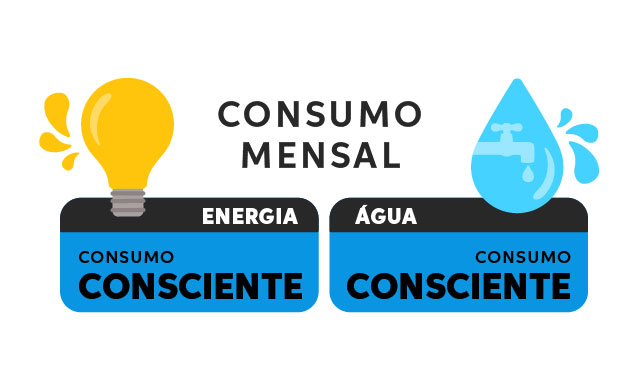 CONSUMO
MENSAL
ENERGIA
CONSUMO
CONSCIENTE
ÁGUA
CONSUMO
CONSCIENTE